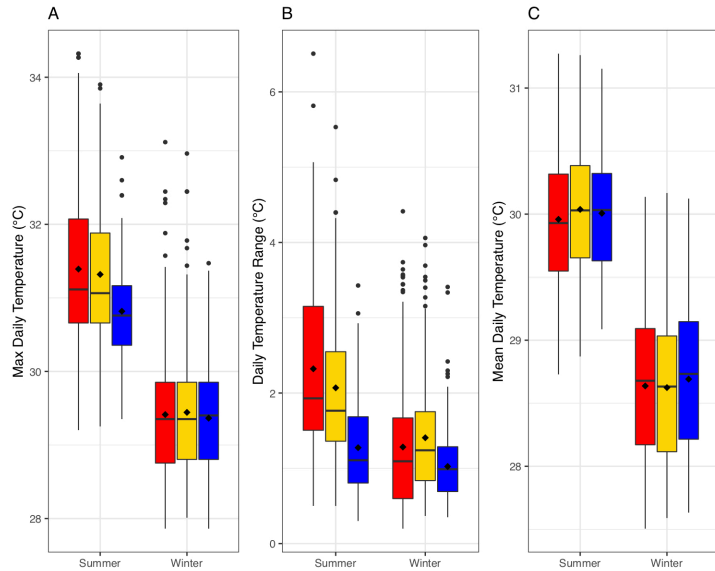 A
B
C
Max Daily Temperature (°C)
34
32
30
28
Summer
Winter
Daily Temperature Range (°C)
6
4
2
0
Summer
Winter
Mean Daily Temperature (°C)
31
30
29
28
Summer
Winter